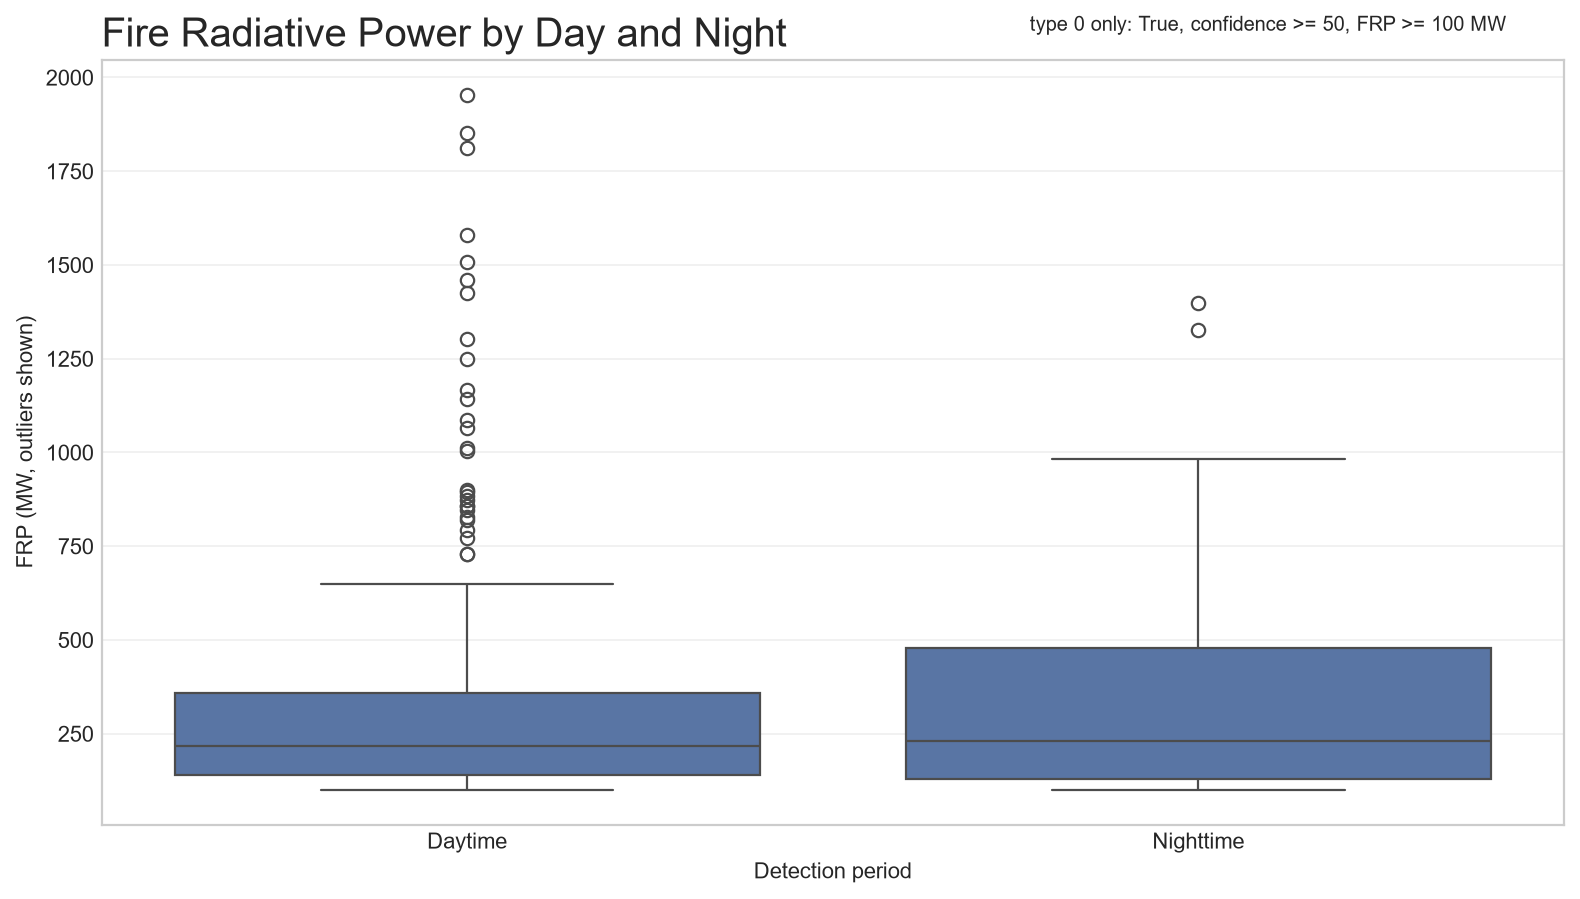 Fire Radiative Power by Day and Night
type 0 only: True, confidence >= 50, FRP >= 100 MW
FRP (MW, outliers shown)
2000
1750
1500
1250
1000
750
500
250
Daytime
Nighttime
Detection period